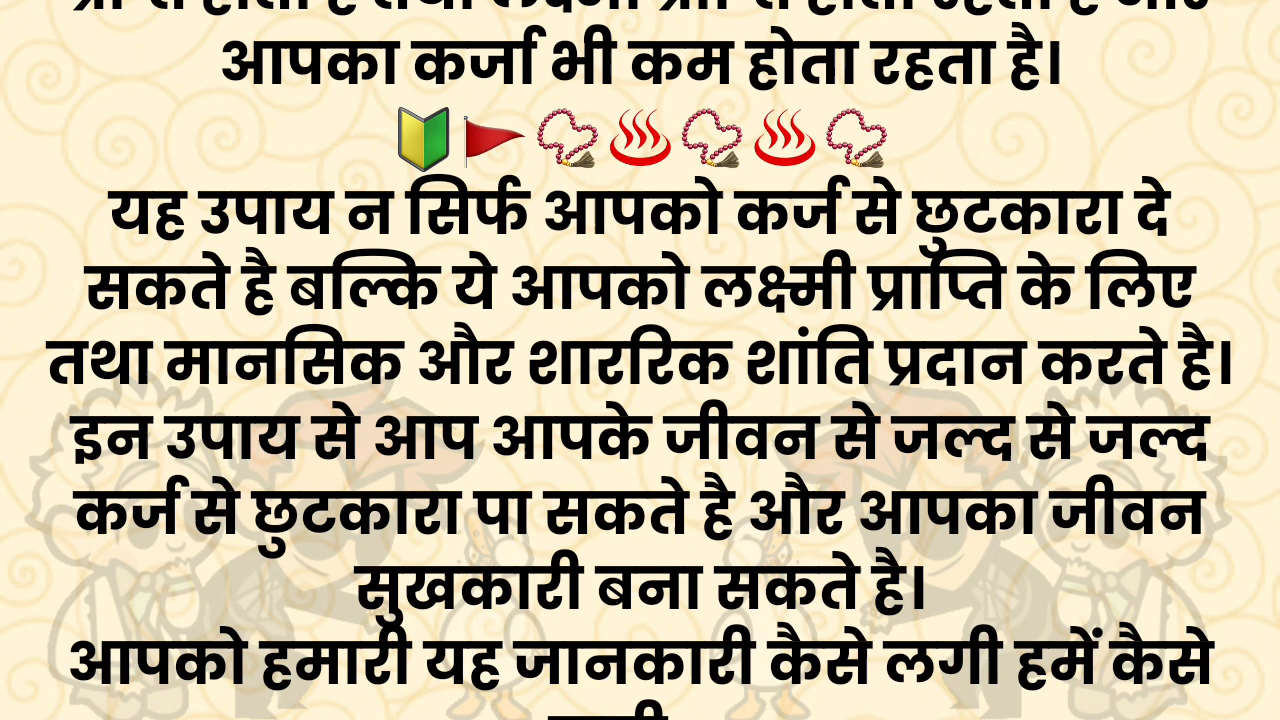 आपका कर्जा भी कम होता रहता है।
🔰🚩📿♨️📿♨️📿
यह उपाय न सिर्फ आपको कर्ज से छुटकारा दे
सकते है बल्कि ये आपको लक्ष्मी प्राप्ति के लिए
तथा मानसिक और शाररिक शांति प्रदान करते है।
इन उपाय से आप आपके जीवन से जल्द से जल्द
कर्ज से छुटकारा पा सकते है और आपका जीवन
सुखकारी बना सकते है।
आपको हमारी यह जानकारी कैसे लगी हमें कैसे